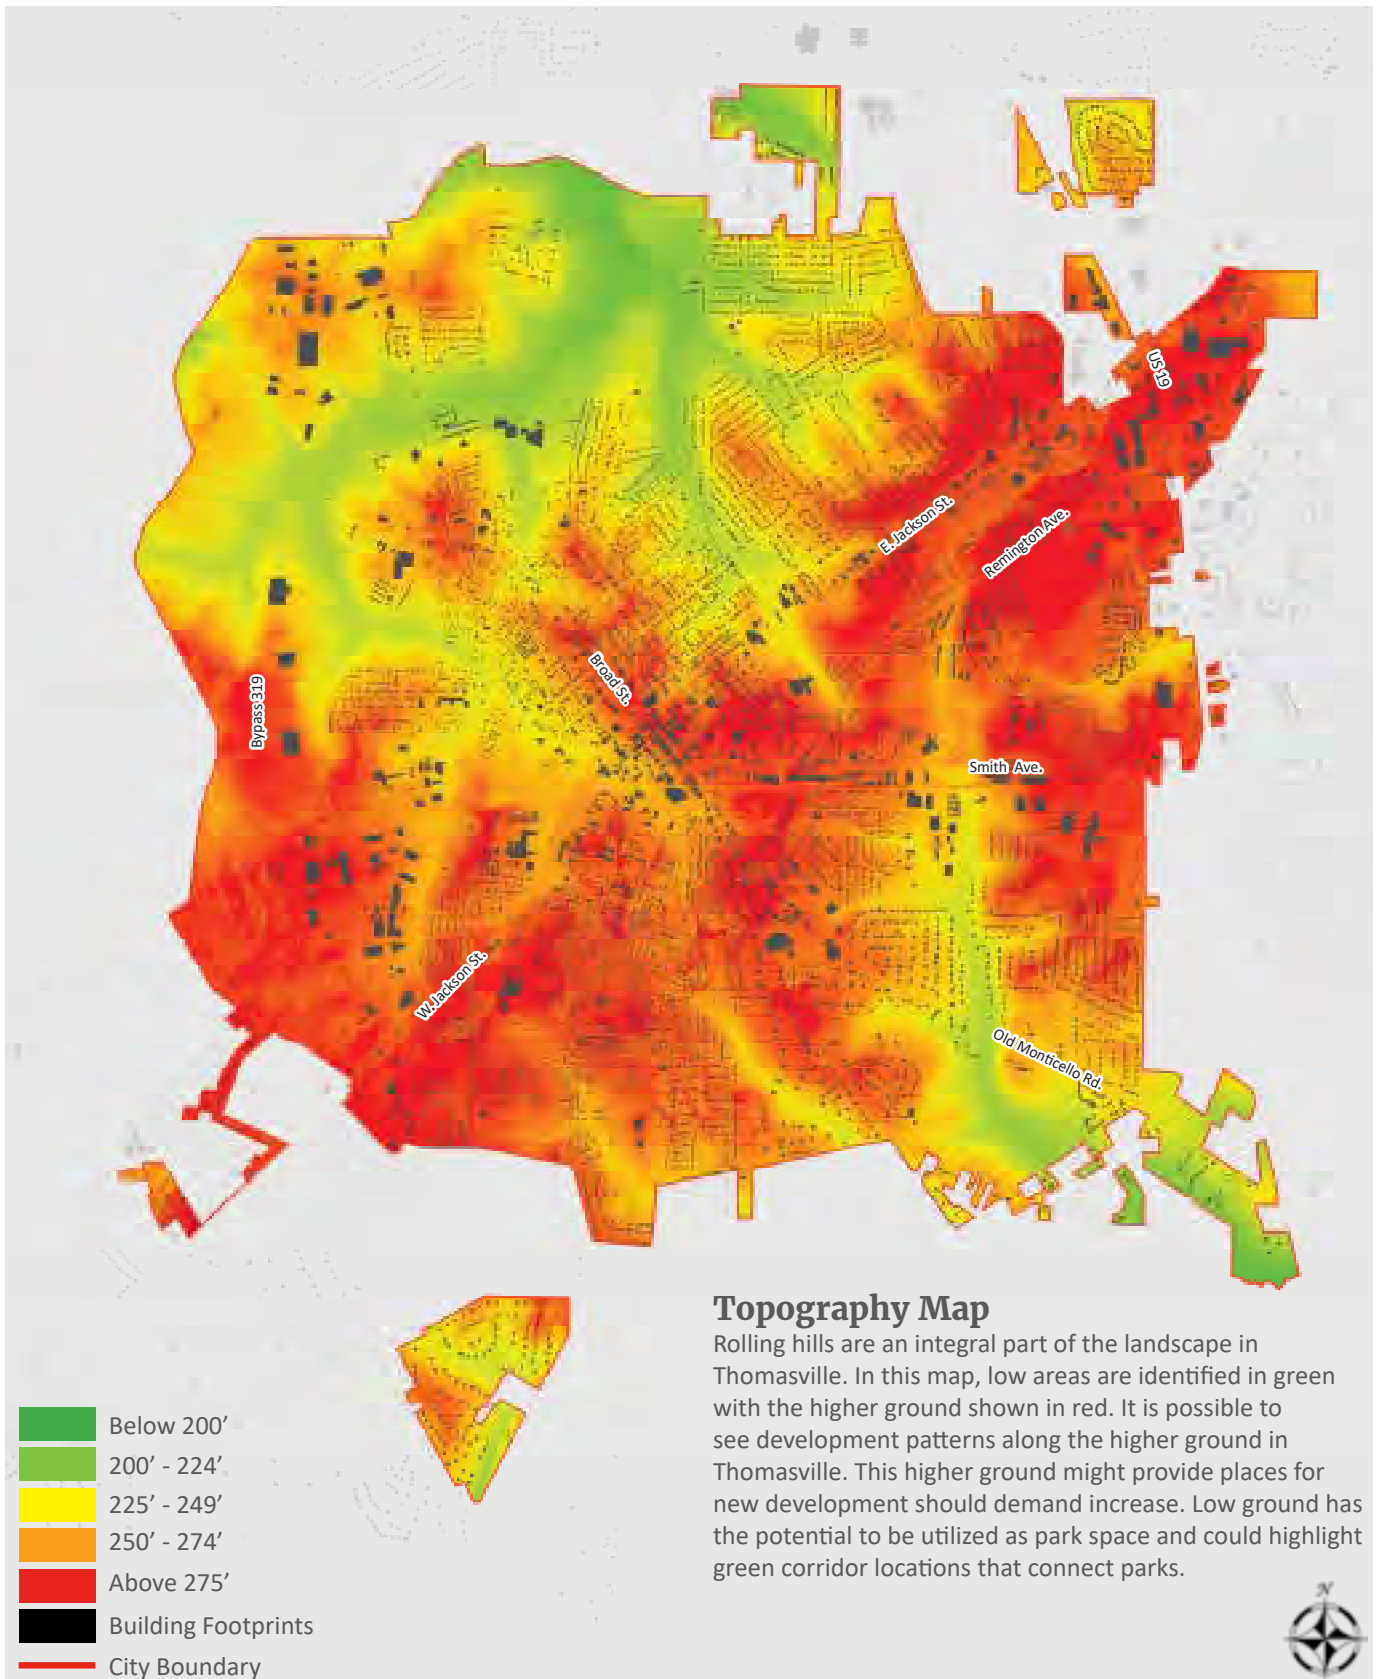 US 19
E. Jackson St.
Remington Ave.
Broad St.
Bypass 319
Smith Ave.
W. Jackson St.
Old Monticello Rd.
Topography Map
Rolling hills are an integral part of the landscape in
Thomasville. In this map, low areas are identified in green
with the higher ground shown in red. It is possible to
see development patterns along the higher ground in
Thomasville. This higher ground might provide places for
new development should demand increase. Low ground has
the potential to be utilized as park space and could highlight
green corridor locations that connect parks.
Below 200’
200’ - 224’
225’ - 249’
250’ - 274’
Above 275’
Building Footprints
City Boundary
N